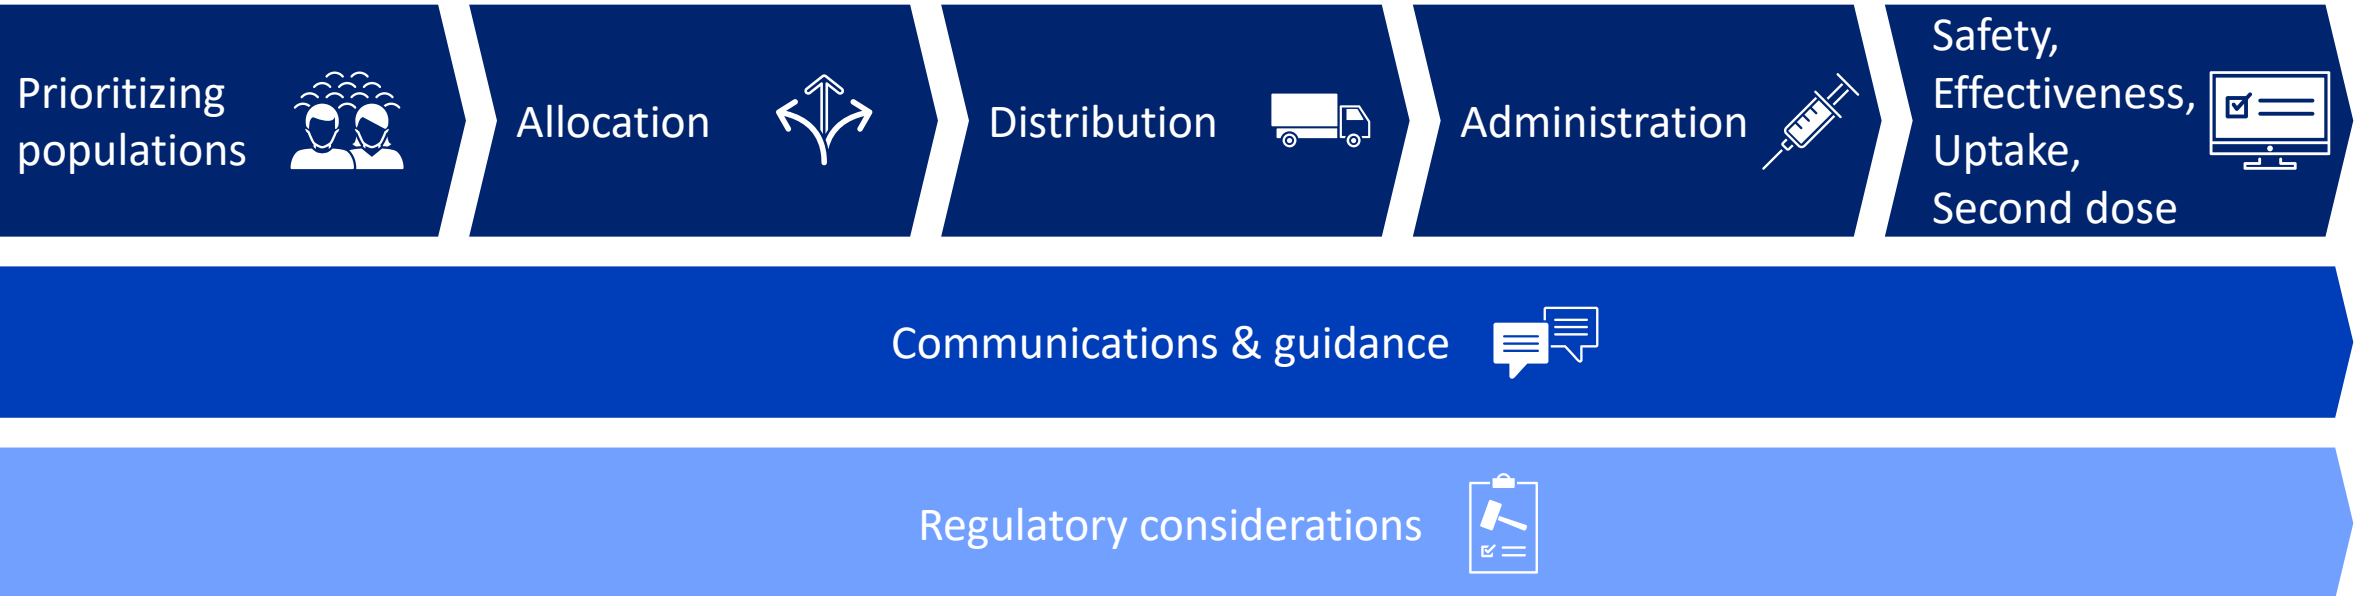 Prioritizing
populations
Allocation
Distribution
Administration
Safety,
Effectiveness,
Uptake,
Second dose
Communications & guidance
Regulatory considerations